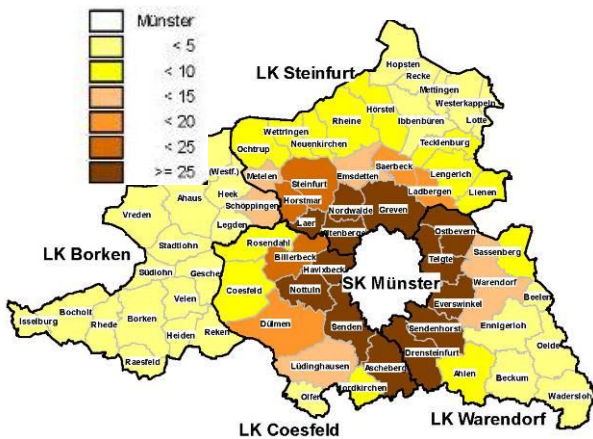 Münster
< 5
< 10
< 15
< 20
< 25
>= 25
LK Steinfurt
Hopsten
Recke
Mettingen
Westerkappeln
Lotte
Hörstel
Ibbenbüren
Rheine
Wettringen
Neuenkirchen
Ochtrup
Tecklenburg
Lengerich
Lienen
Saerbeck
Emsdetten
Ladbergen
(Westf.)
Metelen
Steinfurt
Horstmar
Nordwalde
Greven
Laer
ltenberge
Ahaus
Heek
Schöppingen
Vreden
Legden
Stadtlohn
LK Borken
Südlohn
Gescher
Velen
Bocholt
Isselburg
Rhede
Borken
Heiden
Reken
Raesfeld
Rosendahl
Billerbeck
Havixbeck
Coesfeld
Nottuln
SK Münster
Dülmen
Senden
Lüdinghausen
Ascheberg
ordkirchen
Olfen
LK Coesfeld
Ostbevern
Telgte
Sassenberg
Warendorf
Everswinkel
Beelen
Ennigerloh
Sendenhorst
Oelde
Drensteinfurt
Ahlen
Beckum
Wadersloh
LK Warendorf